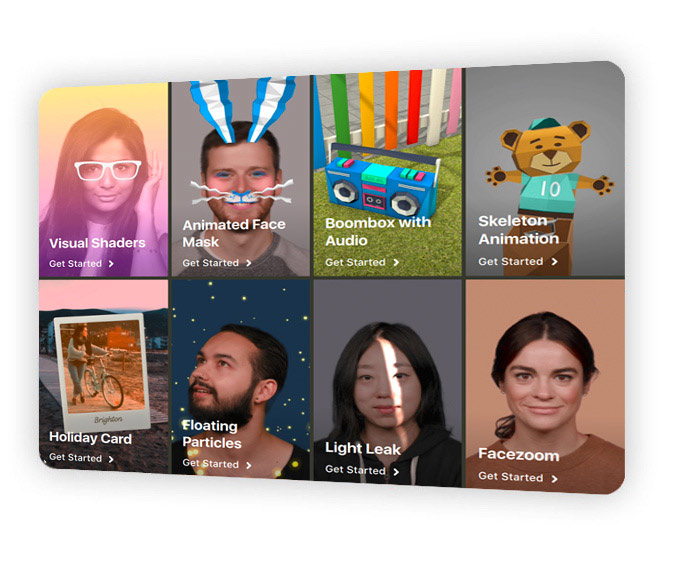 Visual Shaders
Get Started
Animated Face
Mask
Get Started
Boombox with
Audio
Get Started
10
Skeleton
Animation
Get Started
Brighton
Holiday Card
Get Started
Floating
Particles
Get Started
Light Leak
Get Started
Facezoom
Get Started